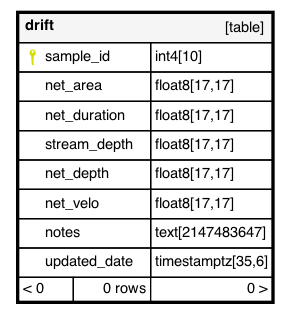 drift [table]
sample_id int4[10]
net_area float8[17,17]
net_duration float8[17,17]
stream_depth float8[17,17]
net_depth float8[17,17]
net_velo float8[17,17]
notes text[2147483647]
updated_date timestamptz[35,6]
< 0 0 rows 0 >